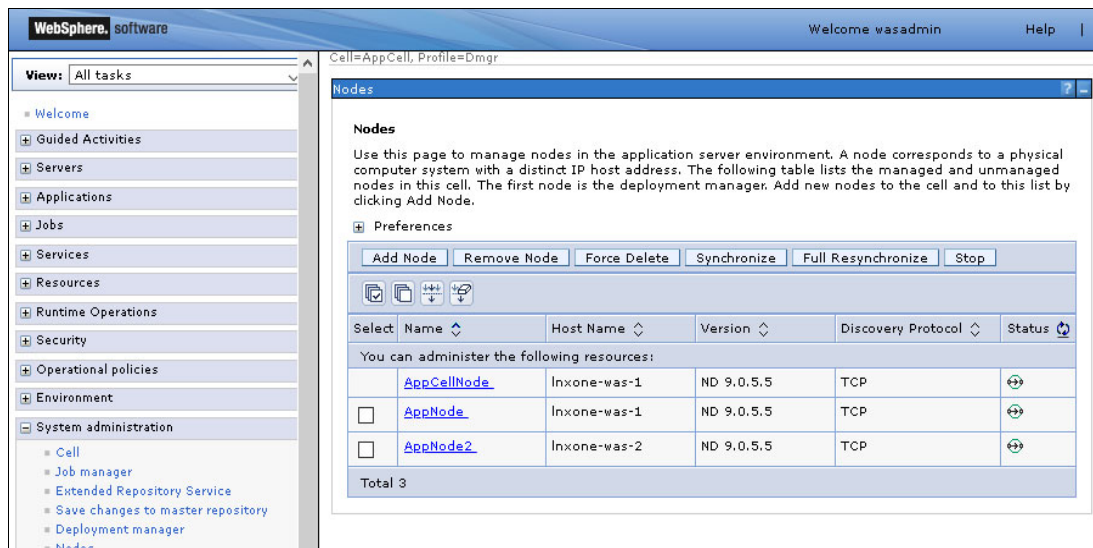 WebSphere. software
Welcome wasadmin
Help
View: All tasks
Cell=AppCell, Profile=Dmgr
Welcome
Guided Activities
Servers
Applications
Jobs
Services
Resources
Runtime Operations
Security
Operational policies
Environment
System administration
Cell
Job manager
Extended Repository Service
Save changes to master repository
Deployment manager
Nodes
Nodes
Nodes
Use this page to manage nodes in the application server environment. A node corresponds to a physical
computer system with a distinct IP host address. The following table lists the managed and unmanaged
nodes in this cell. The first node is the deployment manager. Add new nodes to the cell and to this list by
clicking Add Node.
Preferences
Add Node Remove Node Force Delete Synchronize Full Resynchronize Stop
Select Name Host Name Version Discovery Protocol Status
You can administer the following resources:
AppCellNode lnxone-was-1 ND 9.0.5.5 TCP
AppNode lnxone-was-1 ND 9.0.5.5 TCP
AppNode2 lnxone-was-2 ND 9.0.5.5 TCP
Total 3